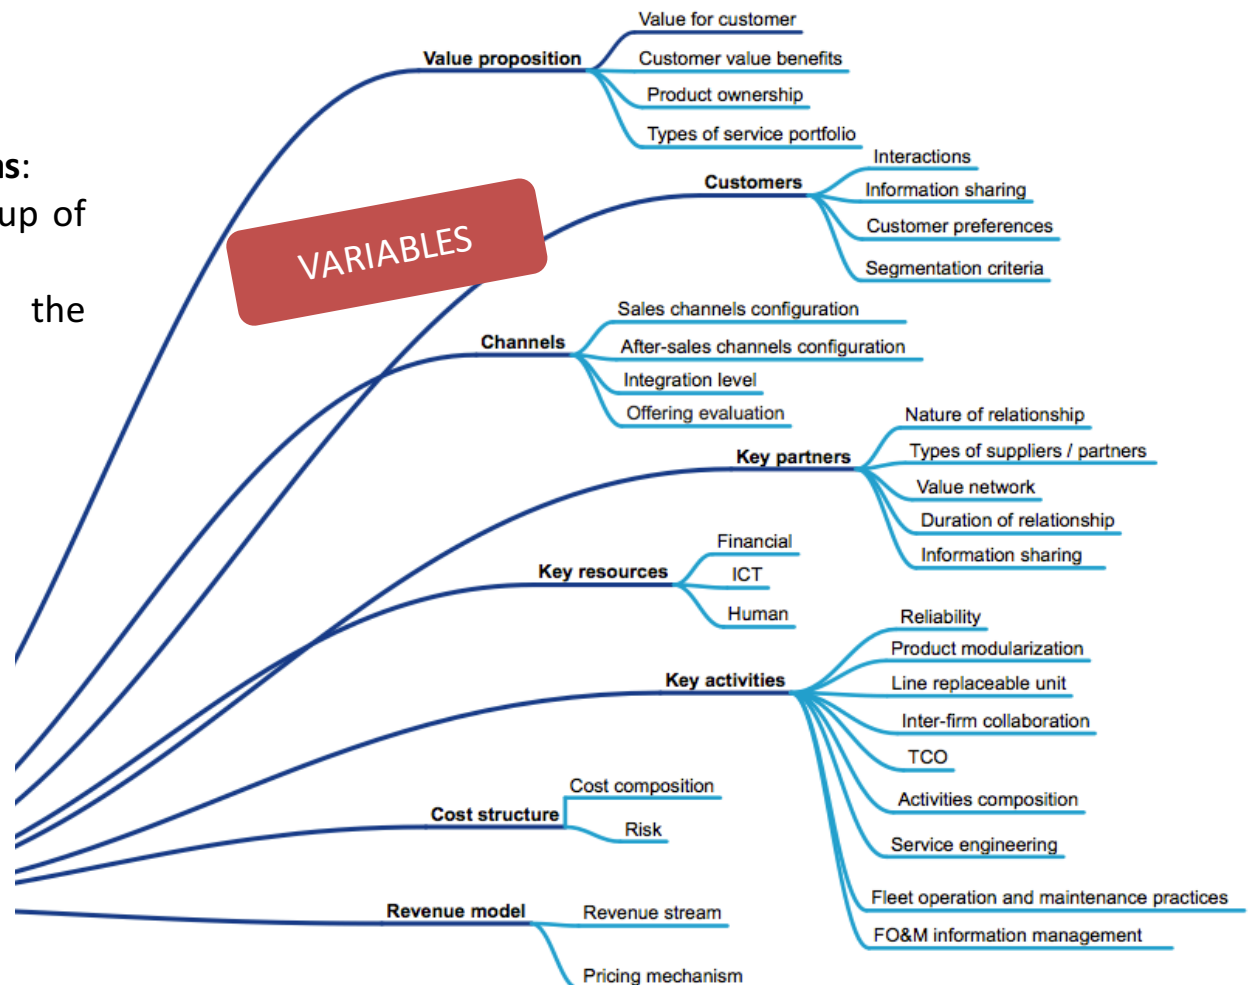 ns:
up of
the
VARIABLES
Value proposition
Value for customer
Customer value benefits
Product ownership
Types of service portfolio
Customers
Interactions
Information sharing
Customer preferences
Segmentation criteria
Channels
Sales channels configuration
After-sales channels configuration
Integration level
Offering evaluation
Key partners
Nature of relationship
Types of suppliers / partners
Value network
Duration of relationship
Information sharing
Key resources
Financial
ICT
Human
Key activities
Reliability
Product modularization
Line replaceable unit
Inter-firm collaboration
TCO
Activities composition
Service engineering
Fleet operation and maintenance practices
FO&M information management
Cost structure
Cost composition
Risk
Revenue model
Revenue stream
Pricing mechanism